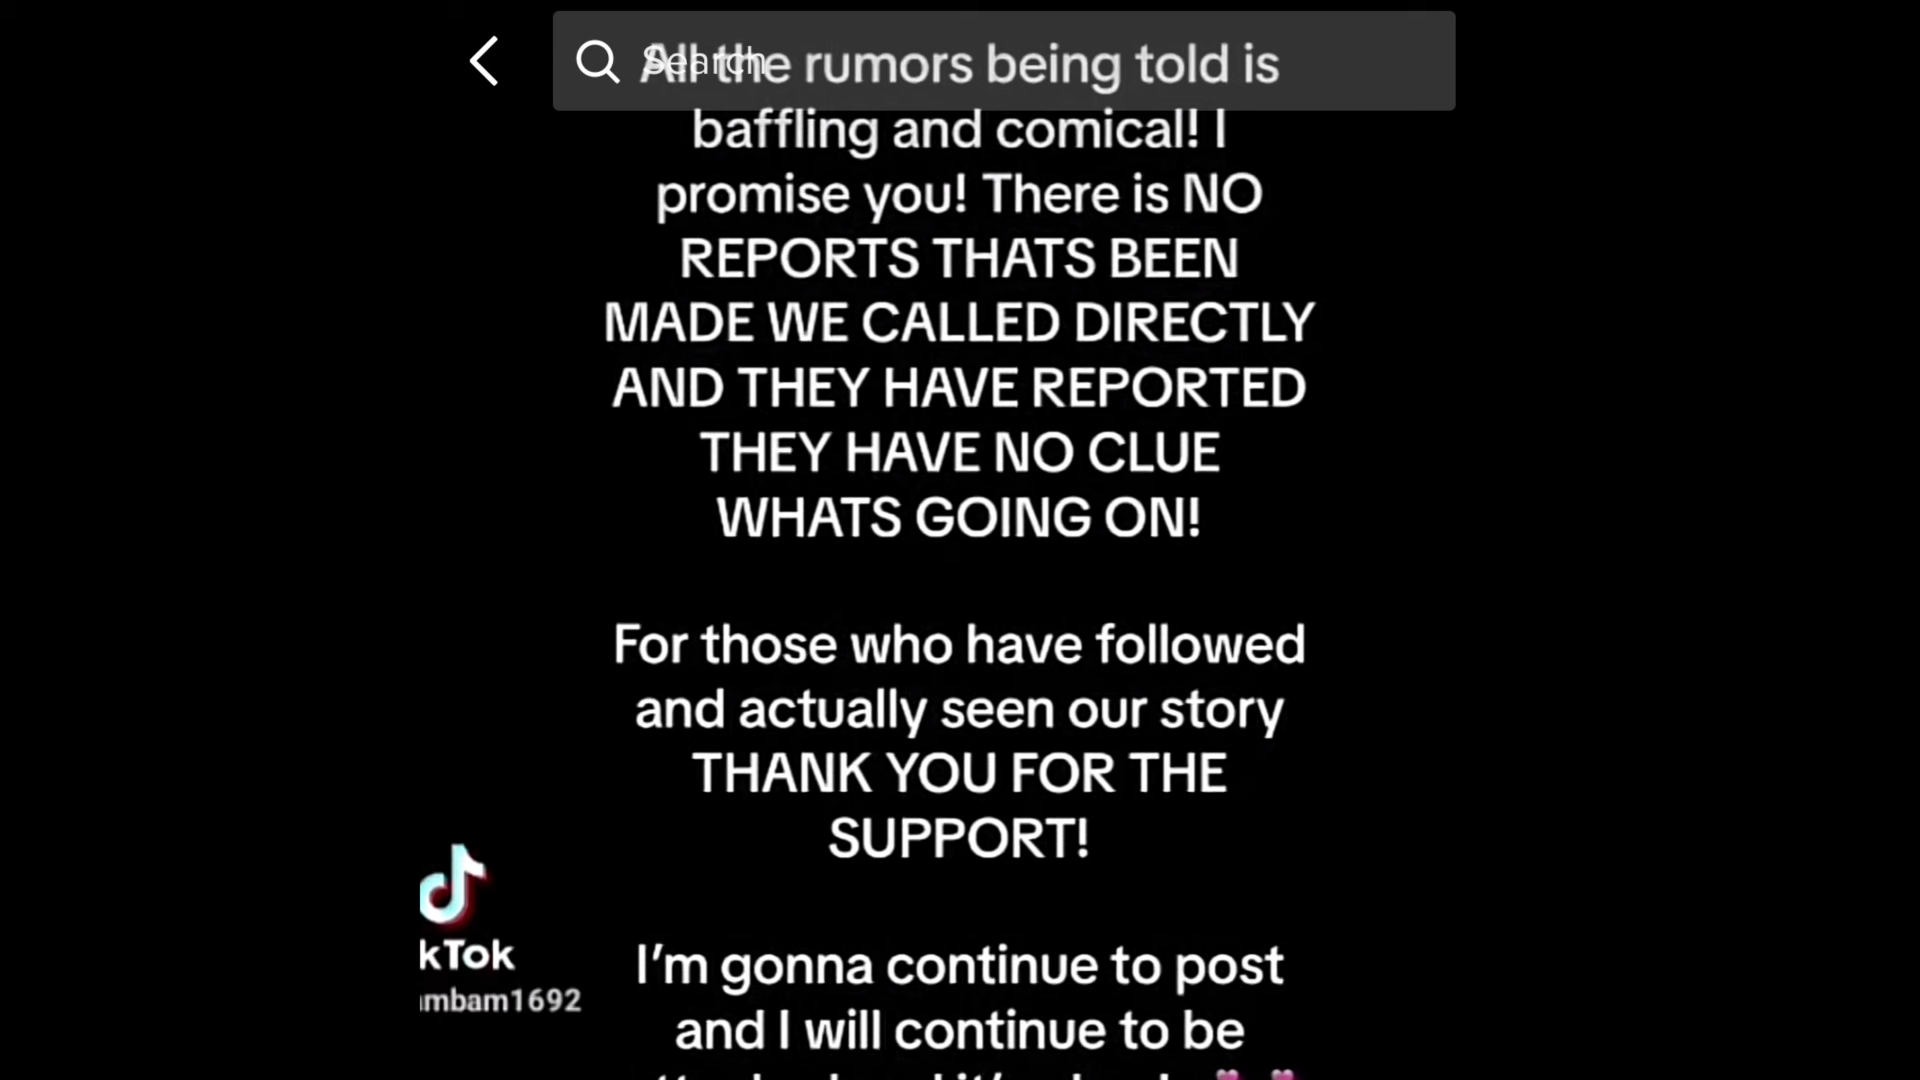 Search
All the rumors being told is
baffling and comical! I
promise you! There is NO
REPORTS THATS BEEN
MADE WE CALLED DIRECTLY
AND THEY HAVE REPORTED
THEY HAVE NO CLUE
WHATS GOING ON!
For those who have followed
and actually seen our story
THANK YOU FOR THE
SUPPORT!
kTok
mbam1692
I’m gonna continue to post
and I will continue to be